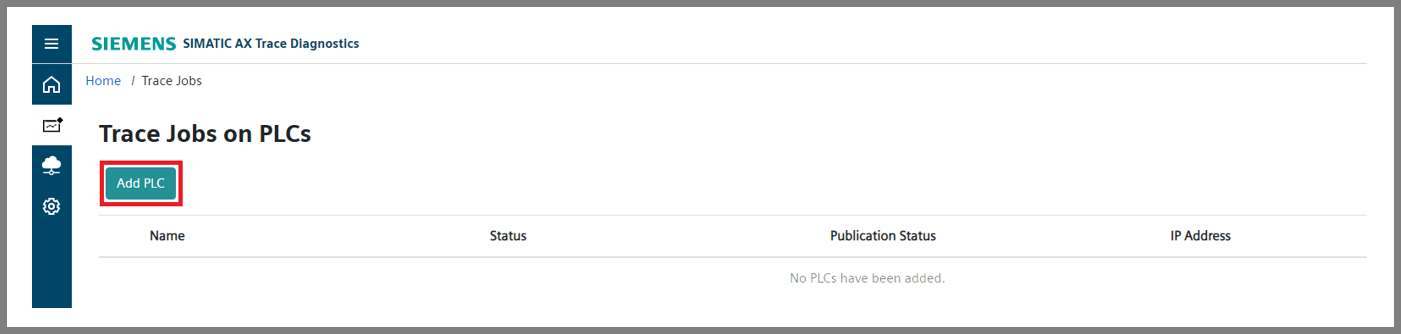 SIEMENS SIMATIC AX Trace Diagnostics
Home / Trace Jobs
Trace Jobs on PLCs
Add PLC
Name Status Publication Status IP Address
No PLCs have been added.